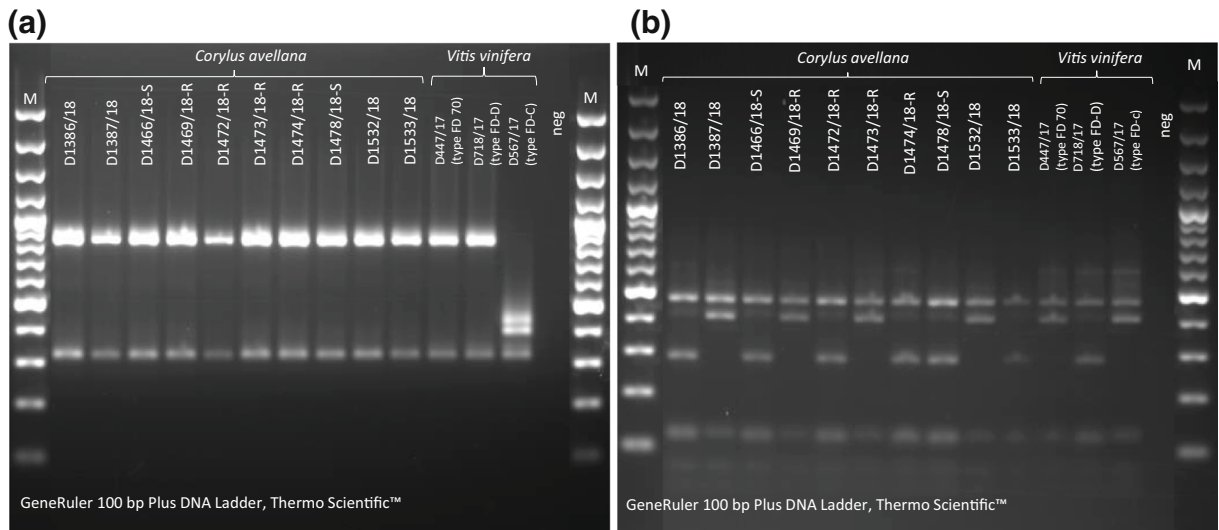 (a)
Corylus avellana
Vitis vinifera
M
D1386/18
D1387/18
D1466/18-S
D1469/18-R
D1472/18-R
D1473/18-R
D1474/18-R
D1478/18-S
D1532/18
D1533/18
D447/17
(type FD 70)
D718/17
(type FD-D)
D567/17
(type FD-C)
neg
M
GeneRuler 100 bp Plus DNA Ladder, Thermo Scientific™
(b)
Corylus avellana
Vitis vinifera
M
D1386/18
D1387/18
D1466/18-S
D1469/18-R
D1472/18-R
D1473/18-R
D1474/18-R
D1478/18-S
D1532/18
D1533/18
D447/17
(type FD 70)
D718/17
(type FD-D)
D567/17
(type FD-c)
neg
M
GeneRuler 100 bp Plus DNA Ladder, Thermo Scientific™